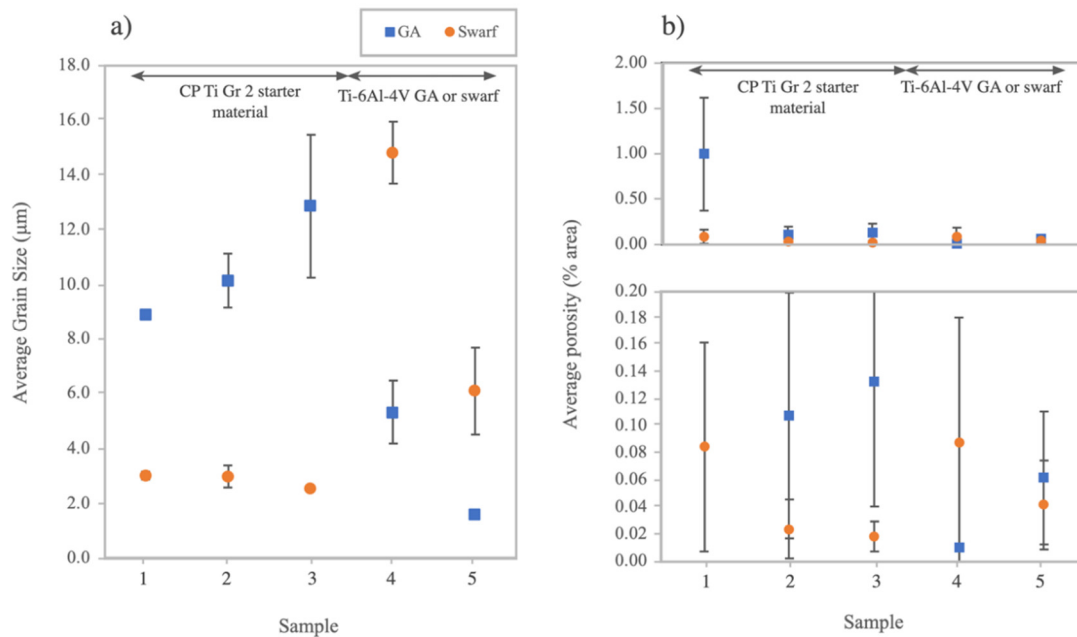 a)
GA Swarf
18.0
16.0
14.0
12.0
10.0
8.0
6.0
4.0
2.0
0.0
Average Grain Size (μm)
CP Ti Gr 2 starter
material
Ti-6Al-4V GA or swarf
1 2 3 4 5
Sample
b)
2.00
1.50
1.00
0.50
0.00
CP Ti Gr 2 starter
material
Ti-6Al-4V GA or swarf
Average porosity (% area)
0.20
0.18
0.16
0.14
0.12
0.10
0.08
0.06
0.04
0.02
0.00
1 2 3 4 5
Sample